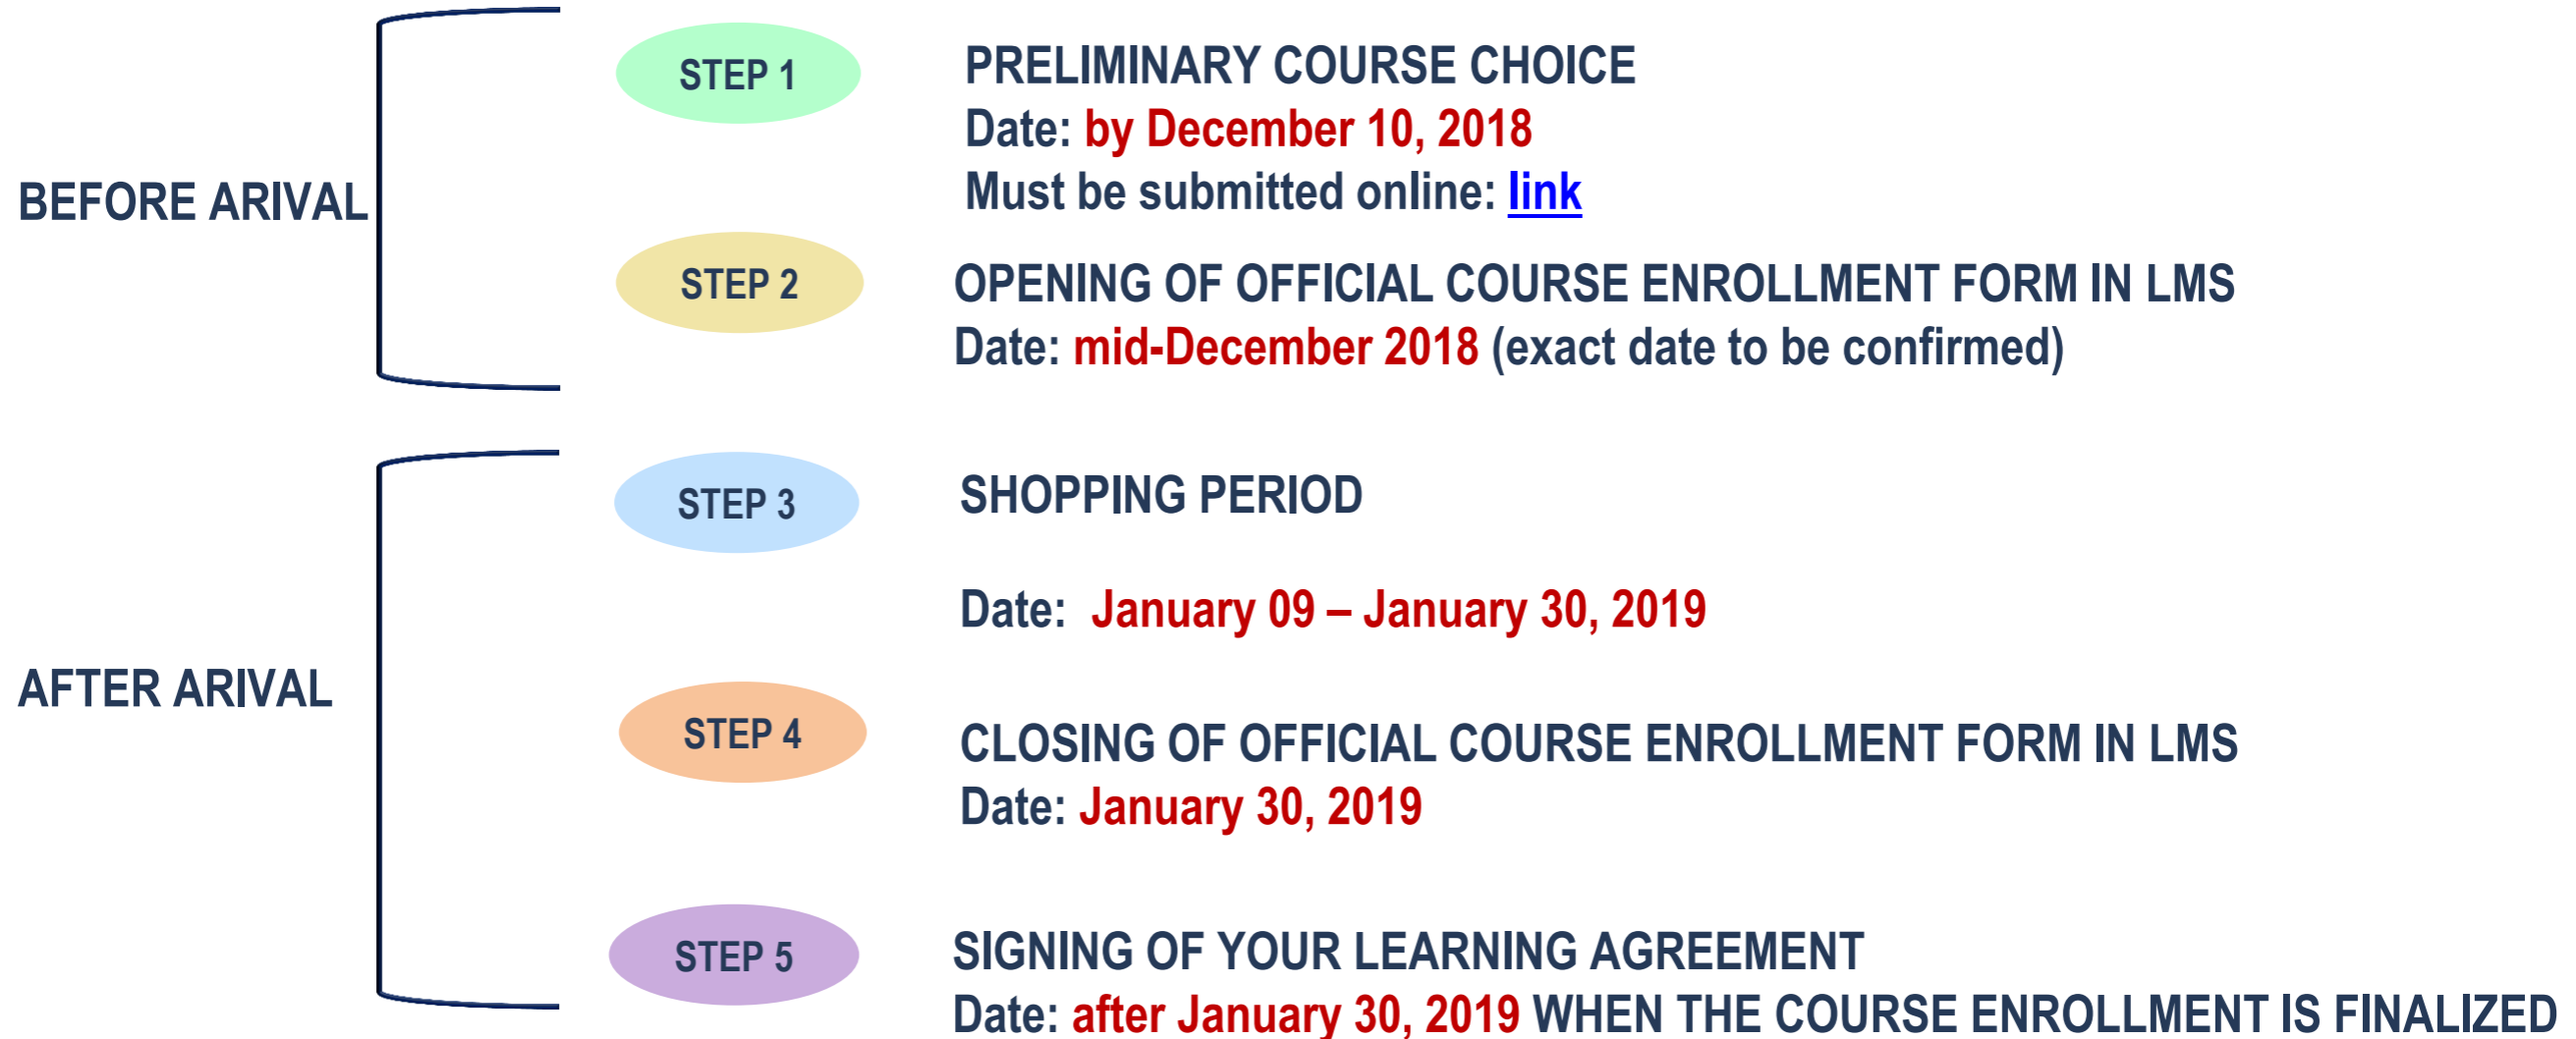 BEFORE ARIVAL
STEP 1
PRELIMINARY COURSE CHOICE
Date: by December 10, 2018
Must be submitted online: link
STEP 2
OPENING OF OFFICIAL COURSE ENROLLMENT FORM IN LMS
Date: mid-December 2018 (exact date to be confirmed)
AFTER ARIVAL
STEP 3
SHOPPING PERIOD
Date: January 09 – January 30, 2019
STEP 4
CLOSING OF OFFICIAL COURSE ENROLLMENT FORM IN LMS
Date: January 30, 2019
STEP 5
SIGNING OF YOUR LEARNING AGREEMENT
Date: after January 30, 2019 WHEN THE COURSE ENROLLMENT IS FINALIZED